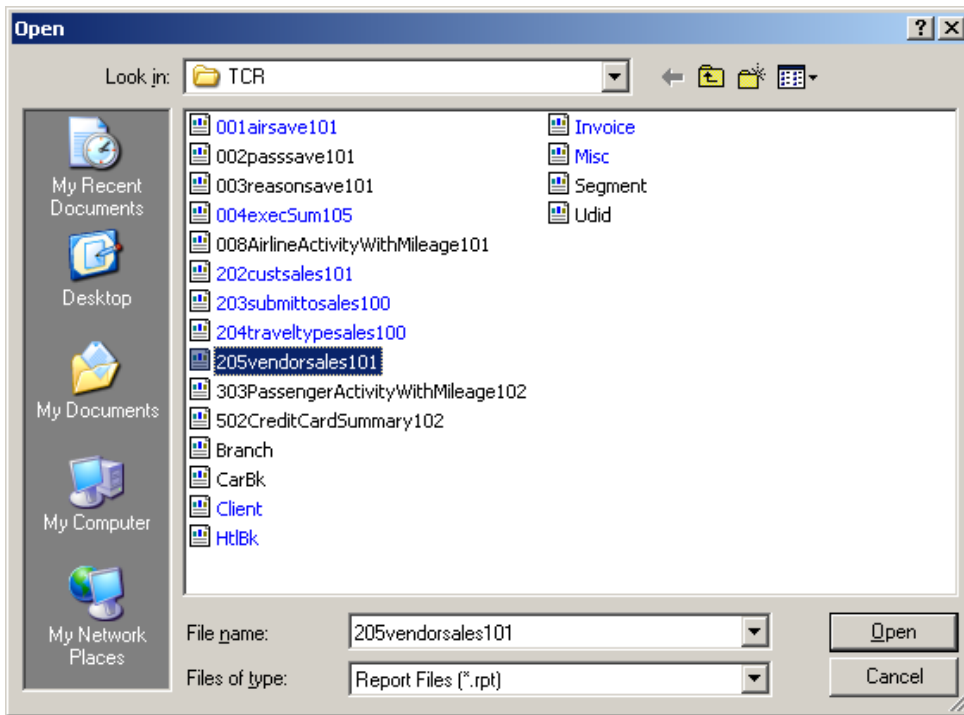 Open
Look in: TCR
My Recent
Documents
Desktop
My Documents
My Computer
My Network
Places
001airsave101
002passsave101
003reasonsave101
004execSum105
008AirlineActivityWithMileage101
202custsales101
203submittosales100
204traveltypesales100
205vendorsales101
303PassengerActivityWithMileage102
502CreditCardSummary102
Branch
CarBk
Client
HtlBk
Invoice
Misc
Segment
Udid
File name: 205vendorsales101 Open
Files of type: Report Files (*.rpt) Cancel